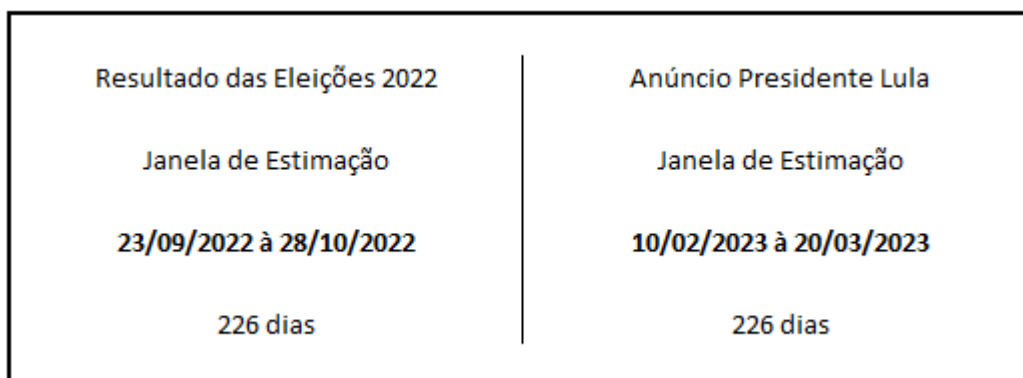 Resultado das Eleições 2022
Janela de Estimação
23/09/2022 à 28/10/2022
226 dias
Anúncio Presidente Lula
Janela de Estimação
10/02/2023 à 20/03/2023
226 dias